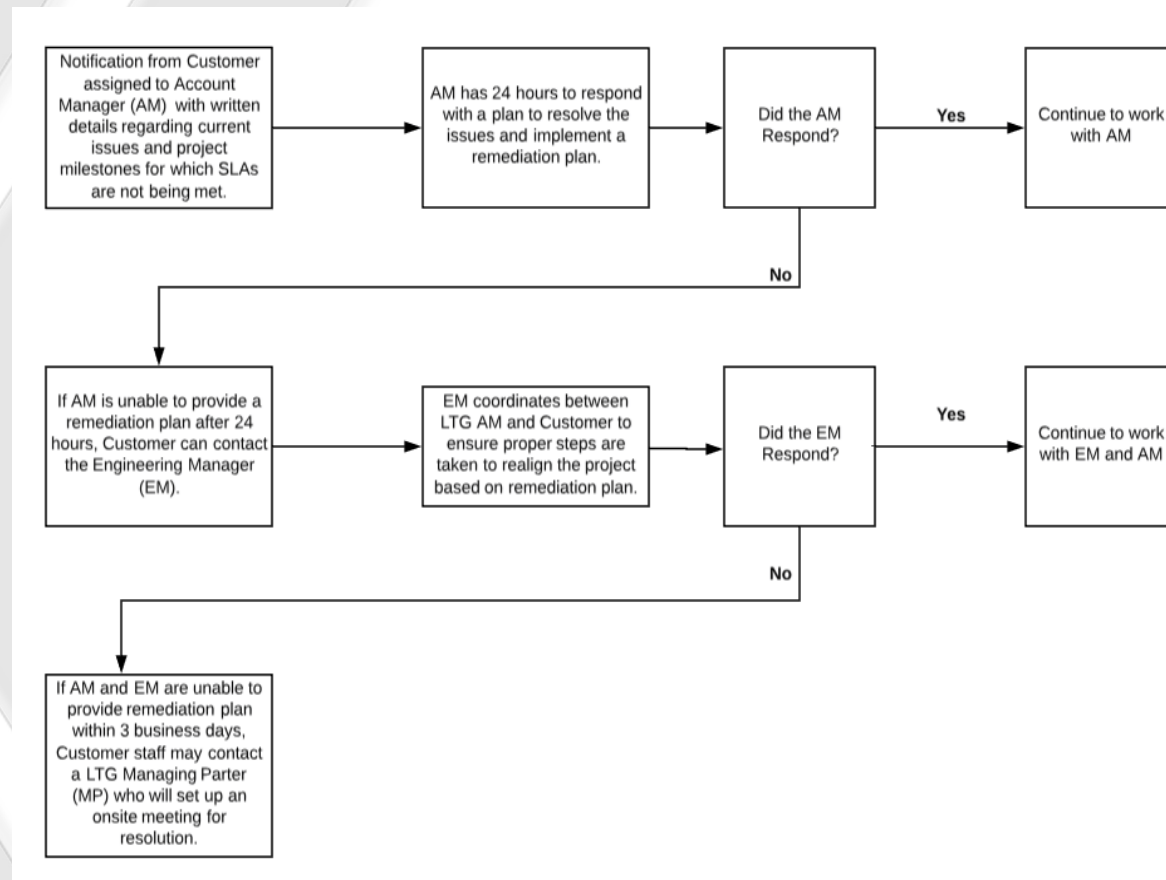 Notification from Customer
assigned to Account
Manager (AM) with written
details regarding current
issues and project
milestones for which SLAs
are not being met.
AM has 24 hours to respond
with a plan to resolve the
issues and implement a
remediation plan.
Did the AM
Respond?
Yes
Continue to work
with AM
No
If AM is unable to provide a
remediation plan after 24
hours, Customer can contact
the Engineering Manager
(EM).
EM coordinates between
LTG AM and Customer to
ensure proper steps are
taken to realign the project
based on remediation plan.
Did the EM
Respond?
Yes
Continue to work
with EM and AM
No
If AM and EM are unable to
provide remediation plan
within 3 business days,
Customer staff may contact
a LTG Managing Parter
(MP) who will set up an
onsite meeting for
resolution.